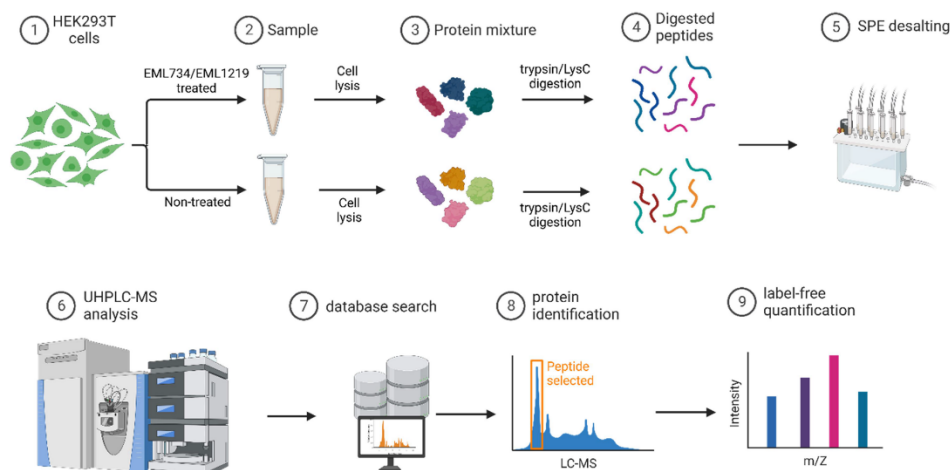 1 HEK293T
cells
2 Sample
3 Protein mixture
4 Digested
peptides
5 SPE desalting
EML734/EML1219
treated
Cell
lysis
trypsin/LysC
digestion
Non-treated
Cell
lysis
trypsin/LysC
digestion
6 UHPLC-MS
analysis
7 database search
8 protein
identification
9 label-free
quantification
Peptide
selected
LC-MS
Intensity
m/Z